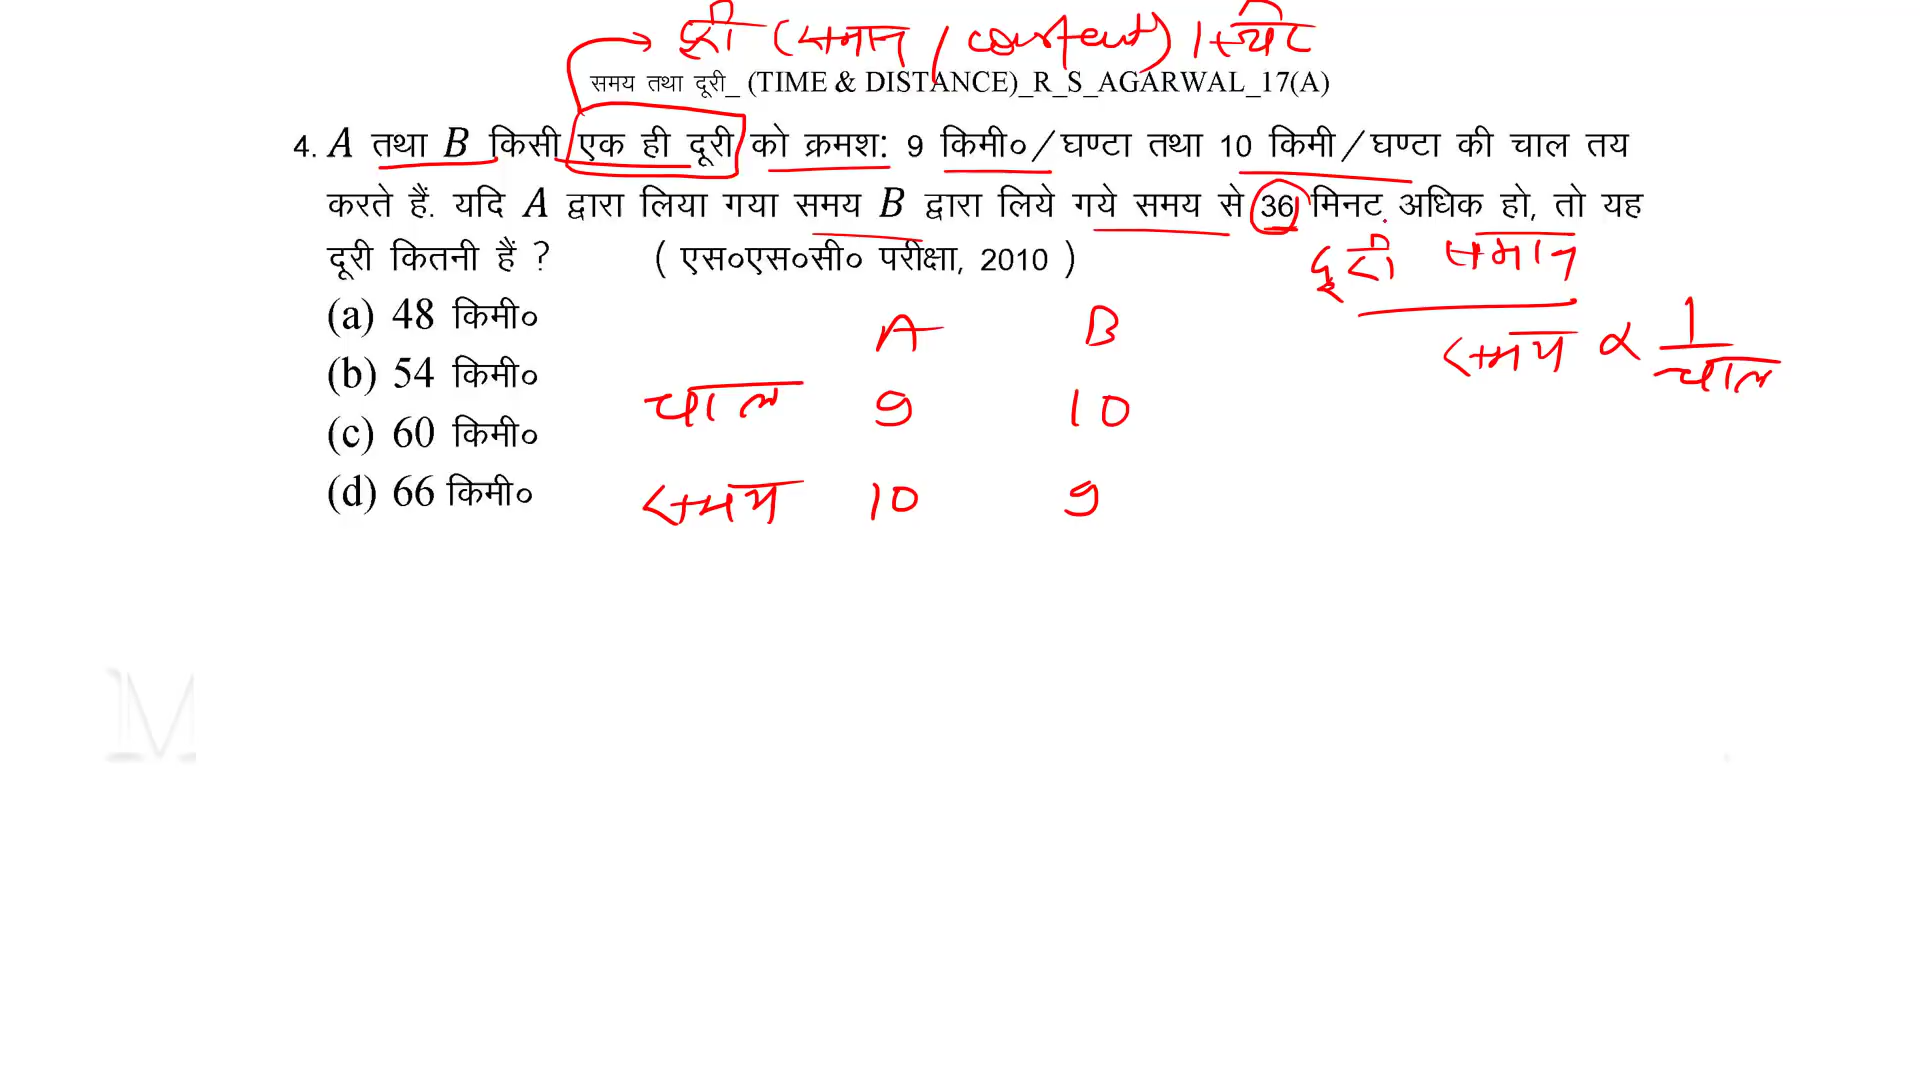 दूरी (समान / constent) । स्थिर
समय तथा दूरी_ (TIME & DISTANCE)_R_S_AGARWAL_17(A)
4. A तथा B किसी एक ही दूरी को क्रमश: 9 किमी०/घण्टा तथा 10 किमी/घण्टा की चाल तय
करते हैं. यदि A द्वारा लिया गया समय B द्वारा लिये गये समय से 36 मिनट अधिक हो, तो यह
दूरी कितनी हैं ? ( एस०एस०सी० परीक्षा, 2010 )
दूरी समान
(a) 48 किमी०
A B
समय ∝ 1/चाल
(b) 54 किमी०
चाल 9 10
(c) 60 किमी०
(d) 66 किमी०
समय 10 9
M